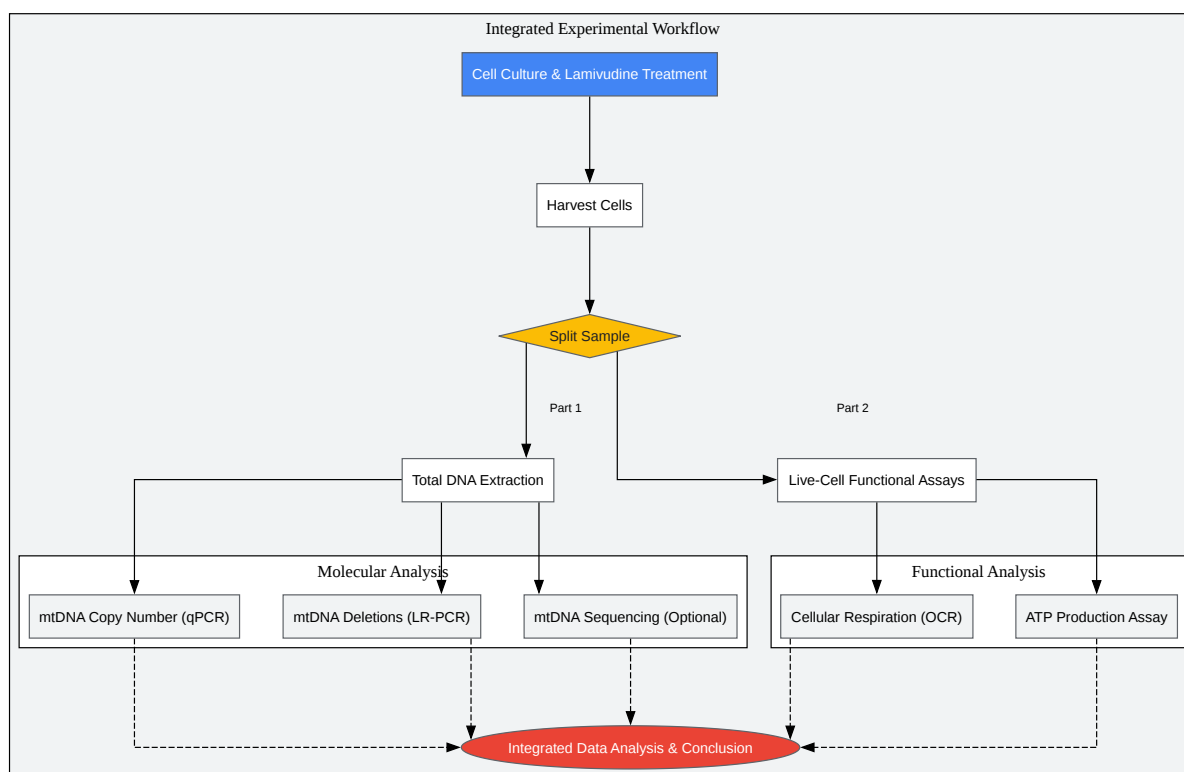 Integrated Experimental Workflow
Cell Culture & Lamivudine Treatment
Harvest Cells
Split Sample
Part 1
Part 2
Total DNA Extraction
Live-Cell Functional Assays
Molecular Analysis
Functional Analysis
mtDNA Copy Number (qPCR)
mtDNA Deletions (LR-PCR)
mtDNA Sequencing (Optional)
Cellular Respiration (OCR)
ATP Production Assay
Integrated Data Analysis & Conclusion